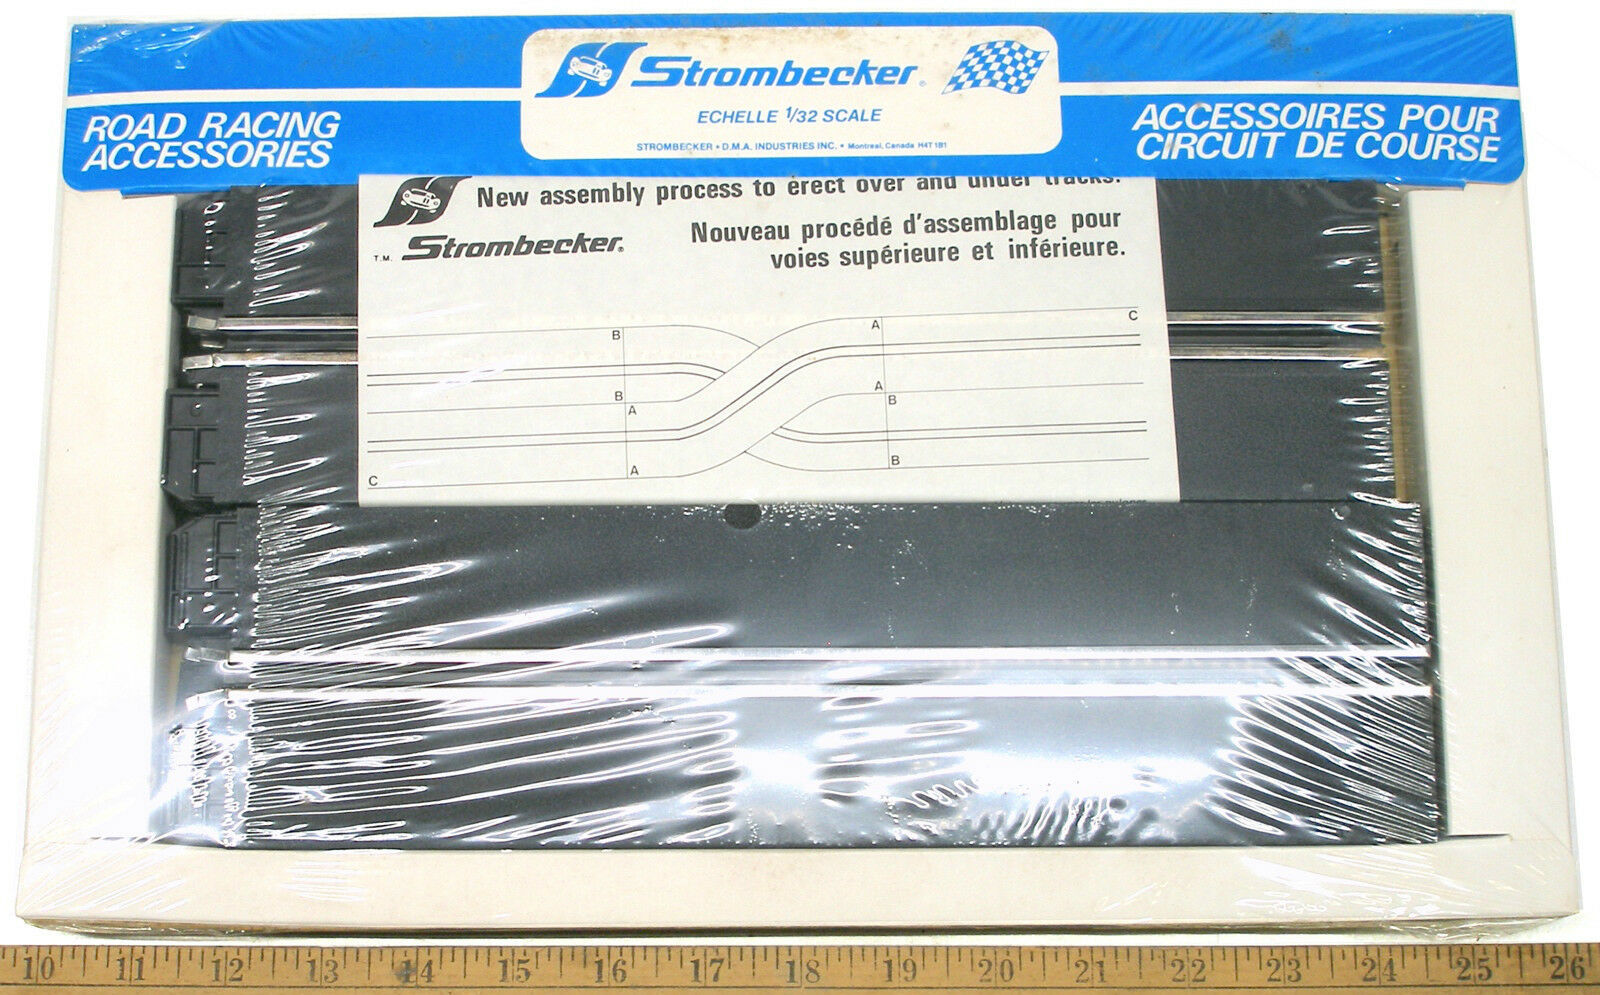 Strombecker®
ECHELLE 1/32 SCALE
STROMBECKER • D.M.A. INDUSTRIES INC. • Montreal, Canada H4T 1B1
ROAD RACING
ACCESSORIES
ACCESSOIRES POUR
CIRCUIT DE COURSE
New assembly process to erect over and under tracks.
T.M. Strombecker®
Nouveau procédé d'assemblage pour
voies supérieure et inférieure.
B A C
B A A B
C A B
10 11 12 13 14 15 16 17 18 19 20 21 22 23 24 25 26